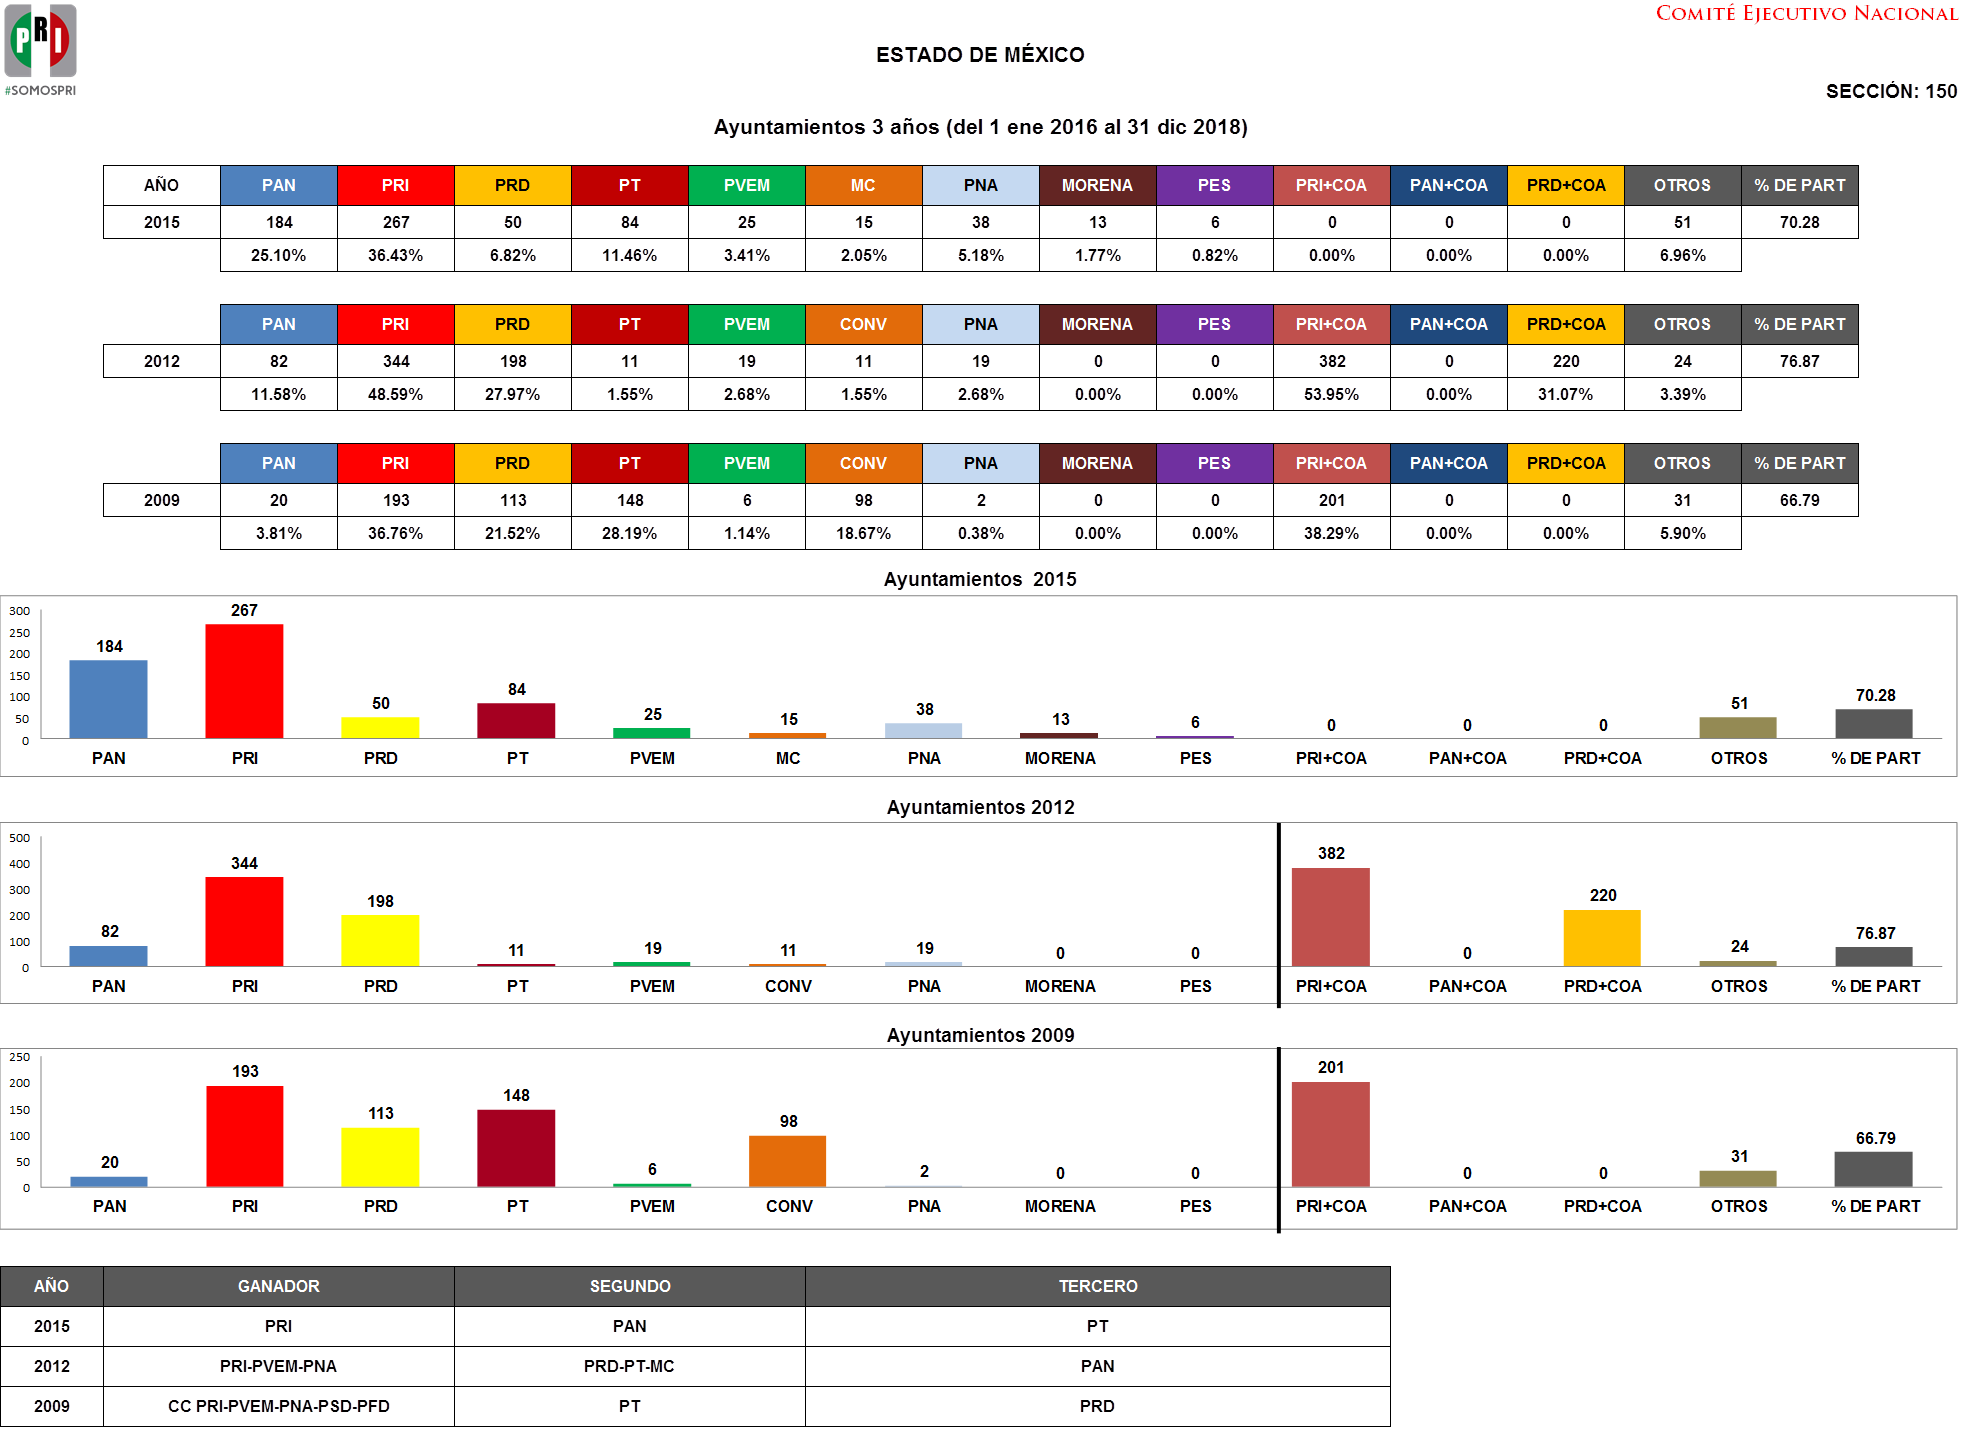 PRI
#SOMOSPRI
COMITÉ EJECUTIVO NACIONAL
ESTADO DE MÉXICO
SECCIÓN: 150
Ayuntamientos 3 años (del 1 ene 2016 al 31 dic 2018)
AÑO PAN PRI PRD PT PVEM MC PNA MORENA PES PRI+COA PAN+COA PRD+COA OTROS % DE PART
2015 184 267 50 84 25 15 38 13 6 0 0 0 51 70.28
25.10% 36.43% 6.82% 11.46% 3.41% 2.05% 5.18% 1.77% 0.82% 0.00% 0.00% 0.00% 6.96%
PAN PRI PRD PT PVEM CONV PNA MORENA PES PRI+COA PAN+COA PRD+COA OTROS % DE PART
2012 82 344 198 11 19 11 19 0 0 382 0 220 24 76.87
11.58% 48.59% 27.97% 1.55% 2.68% 1.55% 2.68% 0.00% 0.00% 53.95% 0.00% 31.07% 3.39%
PAN PRI PRD PT PVEM CONV PNA MORENA PES PRI+COA PAN+COA PRD+COA OTROS % DE PART
2009 20 193 113 148 6 98 2 0 0 201 0 0 31 66.79
3.81% 36.76% 21.52% 28.19% 1.14% 18.67% 0.38% 0.00% 0.00% 38.29% 0.00% 0.00% 5.90%
Ayuntamientos 2015
300
250
200
150
100
50
0
184 267 50 84 25 15 38 13 6 0 0 0 51 70.28
PAN PRI PRD PT PVEM MC PNA MORENA PES PRI+COA PAN+COA PRD+COA OTROS % DE PART
Ayuntamientos 2012
500
400
300
200
100
0
82 344 198 11 19 11 19 0 0 382 0 220 24 76.87
PAN PRI PRD PT PVEM CONV PNA MORENA PES PRI+COA PAN+COA PRD+COA OTROS % DE PART
Ayuntamientos 2009
250
200
150
100
50
0
20 193 113 148 6 98 2 0 0 201 0 0 31 66.79
PAN PRI PRD PT PVEM CONV PNA MORENA PES PRI+COA PAN+COA PRD+COA OTROS % DE PART
AÑO GANADOR SEGUNDO TERCERO
2015 PRI PAN PT
2012 PRI-PVEM-PNA PRD-PT-MC PAN
2009 CC PRI-PVEM-PNA-PSD-PFD PT PRD